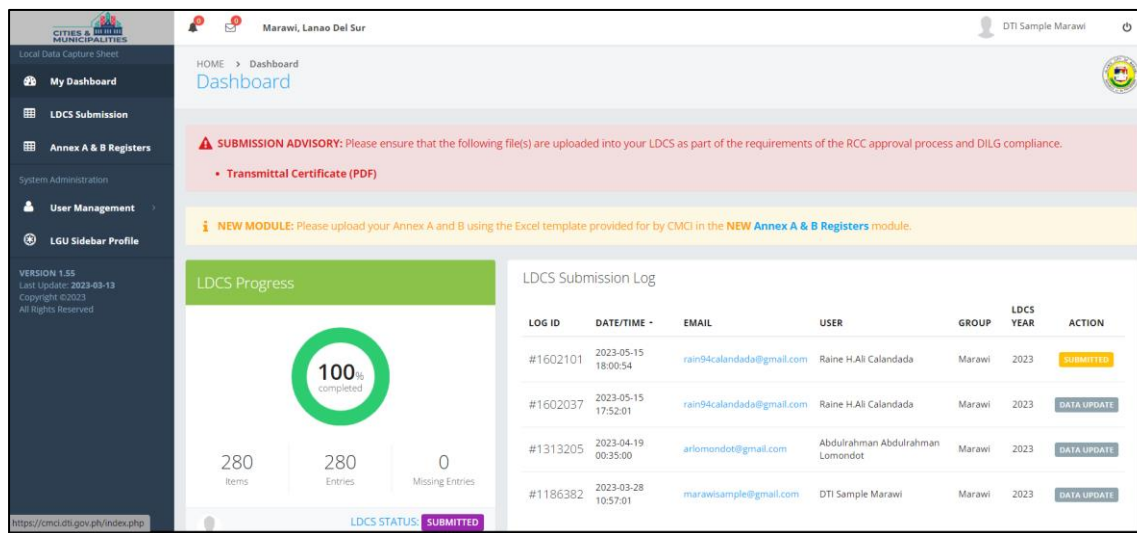 CITIES &
MUNICIPALITIES
0
0
Marawi, Lanao Del Sur
DTI Sample Marawi
Local Data Capture Sheet
My Dashboard
LDCS Submission
Annex A & B Registers
System Administration
User Management
LGU Sidebar Profile
VERSION 1.55
Last Update: 2023-03-13
Copyright ©2023
All Rights Reserved
HOME > Dashboard
Dashboard
SUBMISSION ADVISORY: Please ensure that the following file(s) are uploaded into your LDCS as part of the requirements of the RCC approval process and DILG compliance.
• Transmittal Certificate (PDF)
NEW MODULE: Please upload your Annex A and B using the Excel template provided for by CMCI in the NEW Annex A & B Registers module.
LDCS Progress
100%
completed
280
Items
280
Entries
0
Missing Entries
LDCS STATUS: SUBMITTED
LDCS Submission Log
LOG ID DATE/TIME EMAIL USER GROUP LDCS YEAR ACTION
#1602101 2023-05-15 18:00:54 rain94calandada@gmail.com Raine H.Ali Calandada Marawi 2023 SUBMITTED
#1602037 2023-05-15 17:52:01 rain94calandada@gmail.com Raine H.Ali Calandada Marawi 2023 DATA UPDATE
#1313205 2023-04-19 00:35:00 arlomondot@gmail.com Abdulrahman Abdulrahman Lomondot Marawi 2023 DATA UPDATE
#1186382 2023-03-28 10:57:01 marawisample@gmail.com DTI Sample Marawi Marawi 2023 DATA UPDATE
https://cmci.dti.gov.ph/index.php